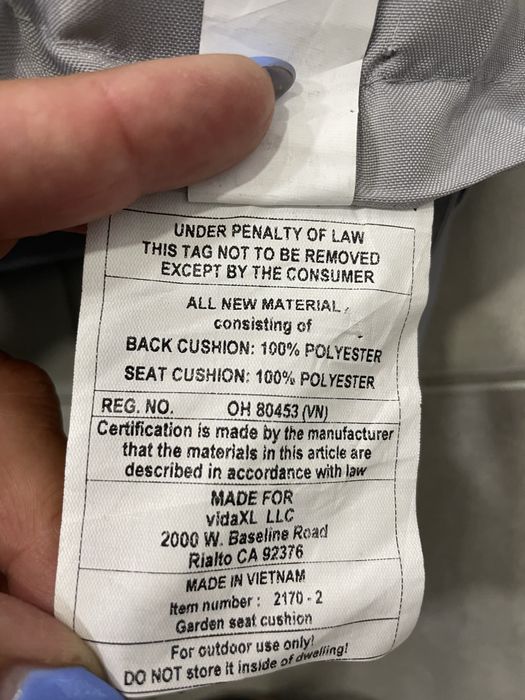 UNDER PENALTY OF LAW
THIS TAG NOT TO BE REMOVED
EXCEPT BY THE CONSUMER
ALL NEW MATERIAL,
consisting of
BACK CUSHION: 100% POLYESTER
SEAT CUSHION: 100% POLYESTER
REG. NO. OH 80453 (VN)
Certification is made by the manufacturer
that the materials in this article are
described in accordance with law
MADE FOR
vidaXL LLC
2000 W. Baseline Road
Rialto CA 92376
MADE IN VIETNAM
Item number : 2170 - 2
Garden seat cushion
For outdoor use only!
DO NOT store it inside of dwelling!